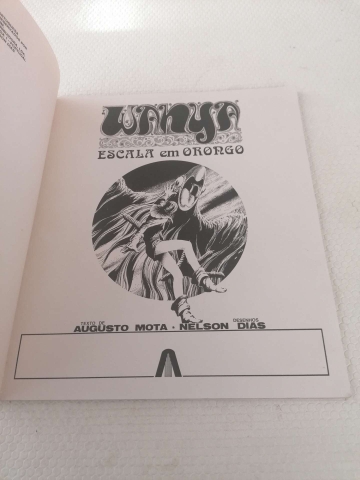 WANYA
ESCALA em ORONGO
TEXTO DE DESENHOS
AUGUSTO MOTA · NELSON DIAS